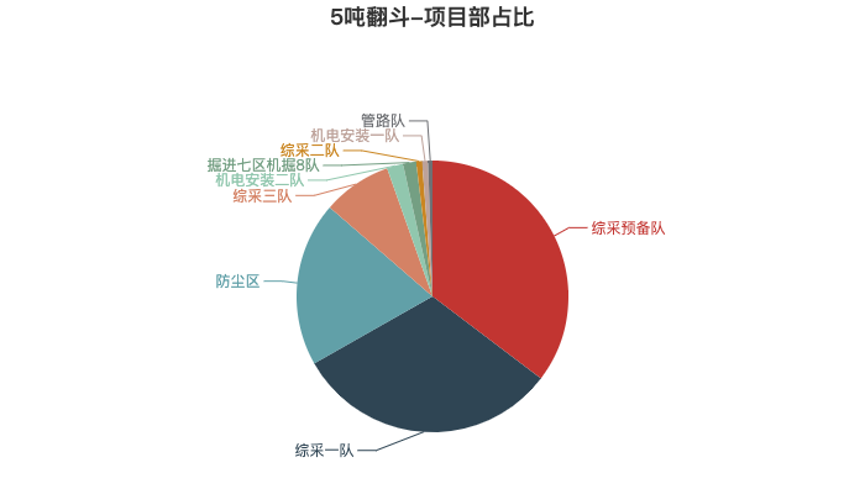 5吨翻斗-项目部占比
管路队
机电安装一队
综采二队
掘进七区机掘8队
机电安装二队
综采三队
综采预备队
防尘区
综采一队